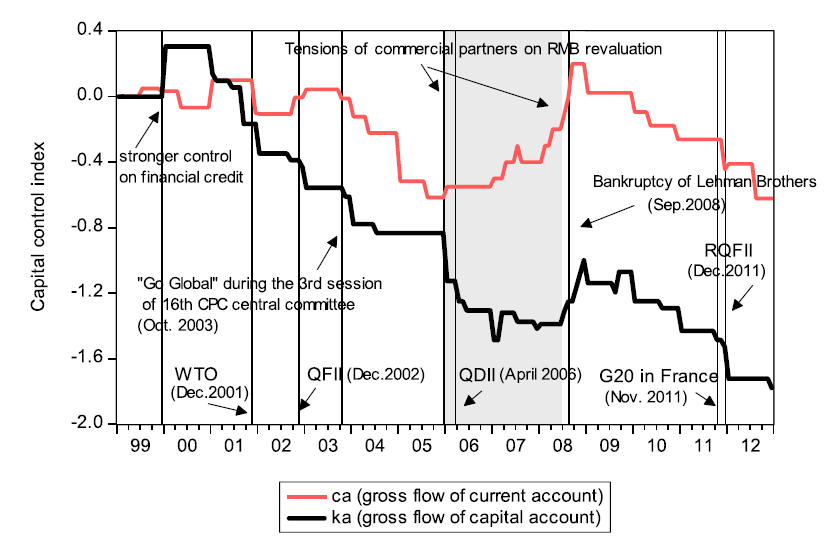 Capital control index
0.4
0.0
-0.4
-0.8
-1.2
-1.6
-2.0
Tensions of commercial partners on RMB revaluation
stronger control
on financial credit
Bankruptcy of Lehman Brothers
(Sep.2008)
RQFII
(Dec.2011)
"Go Global" during the 3rd session
of 16th CPC central committee
(Oct. 2003)
WTO
(Dec.2001)
QFII (Dec.2002)
QDII (April 2006)
G20 in France
(Nov. 2011)
99 00 01 02 03 04 05 06 07 08 09 10 11 12
ca (gross flow of current account)
ka (gross flow of capital account)